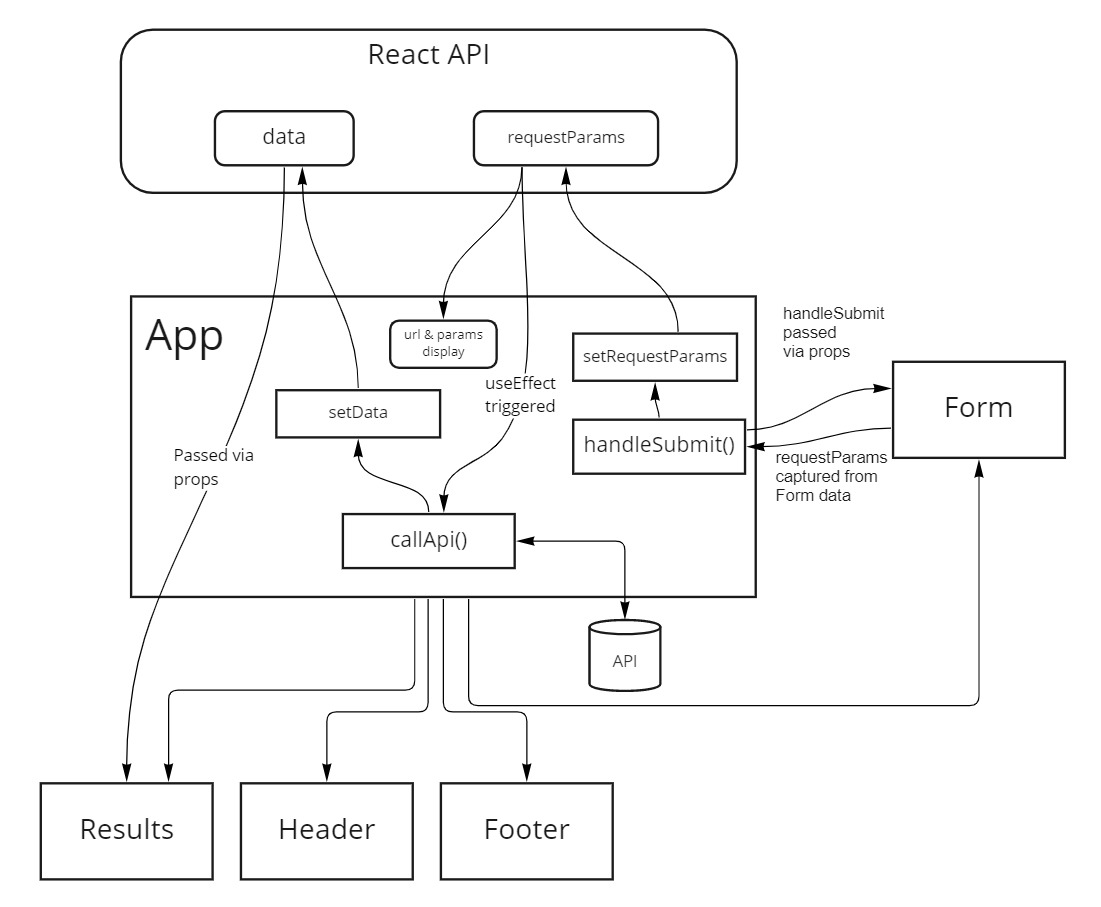 React API
data
requestParams
App
url & params
display
setRequestParams
handleSubmit
passed
via props
useEffect
triggered
setData
Form
handleSubmit()
Passed via
props
requestParams
captured from
Form data
callApi()
API
Results
Header
Footer